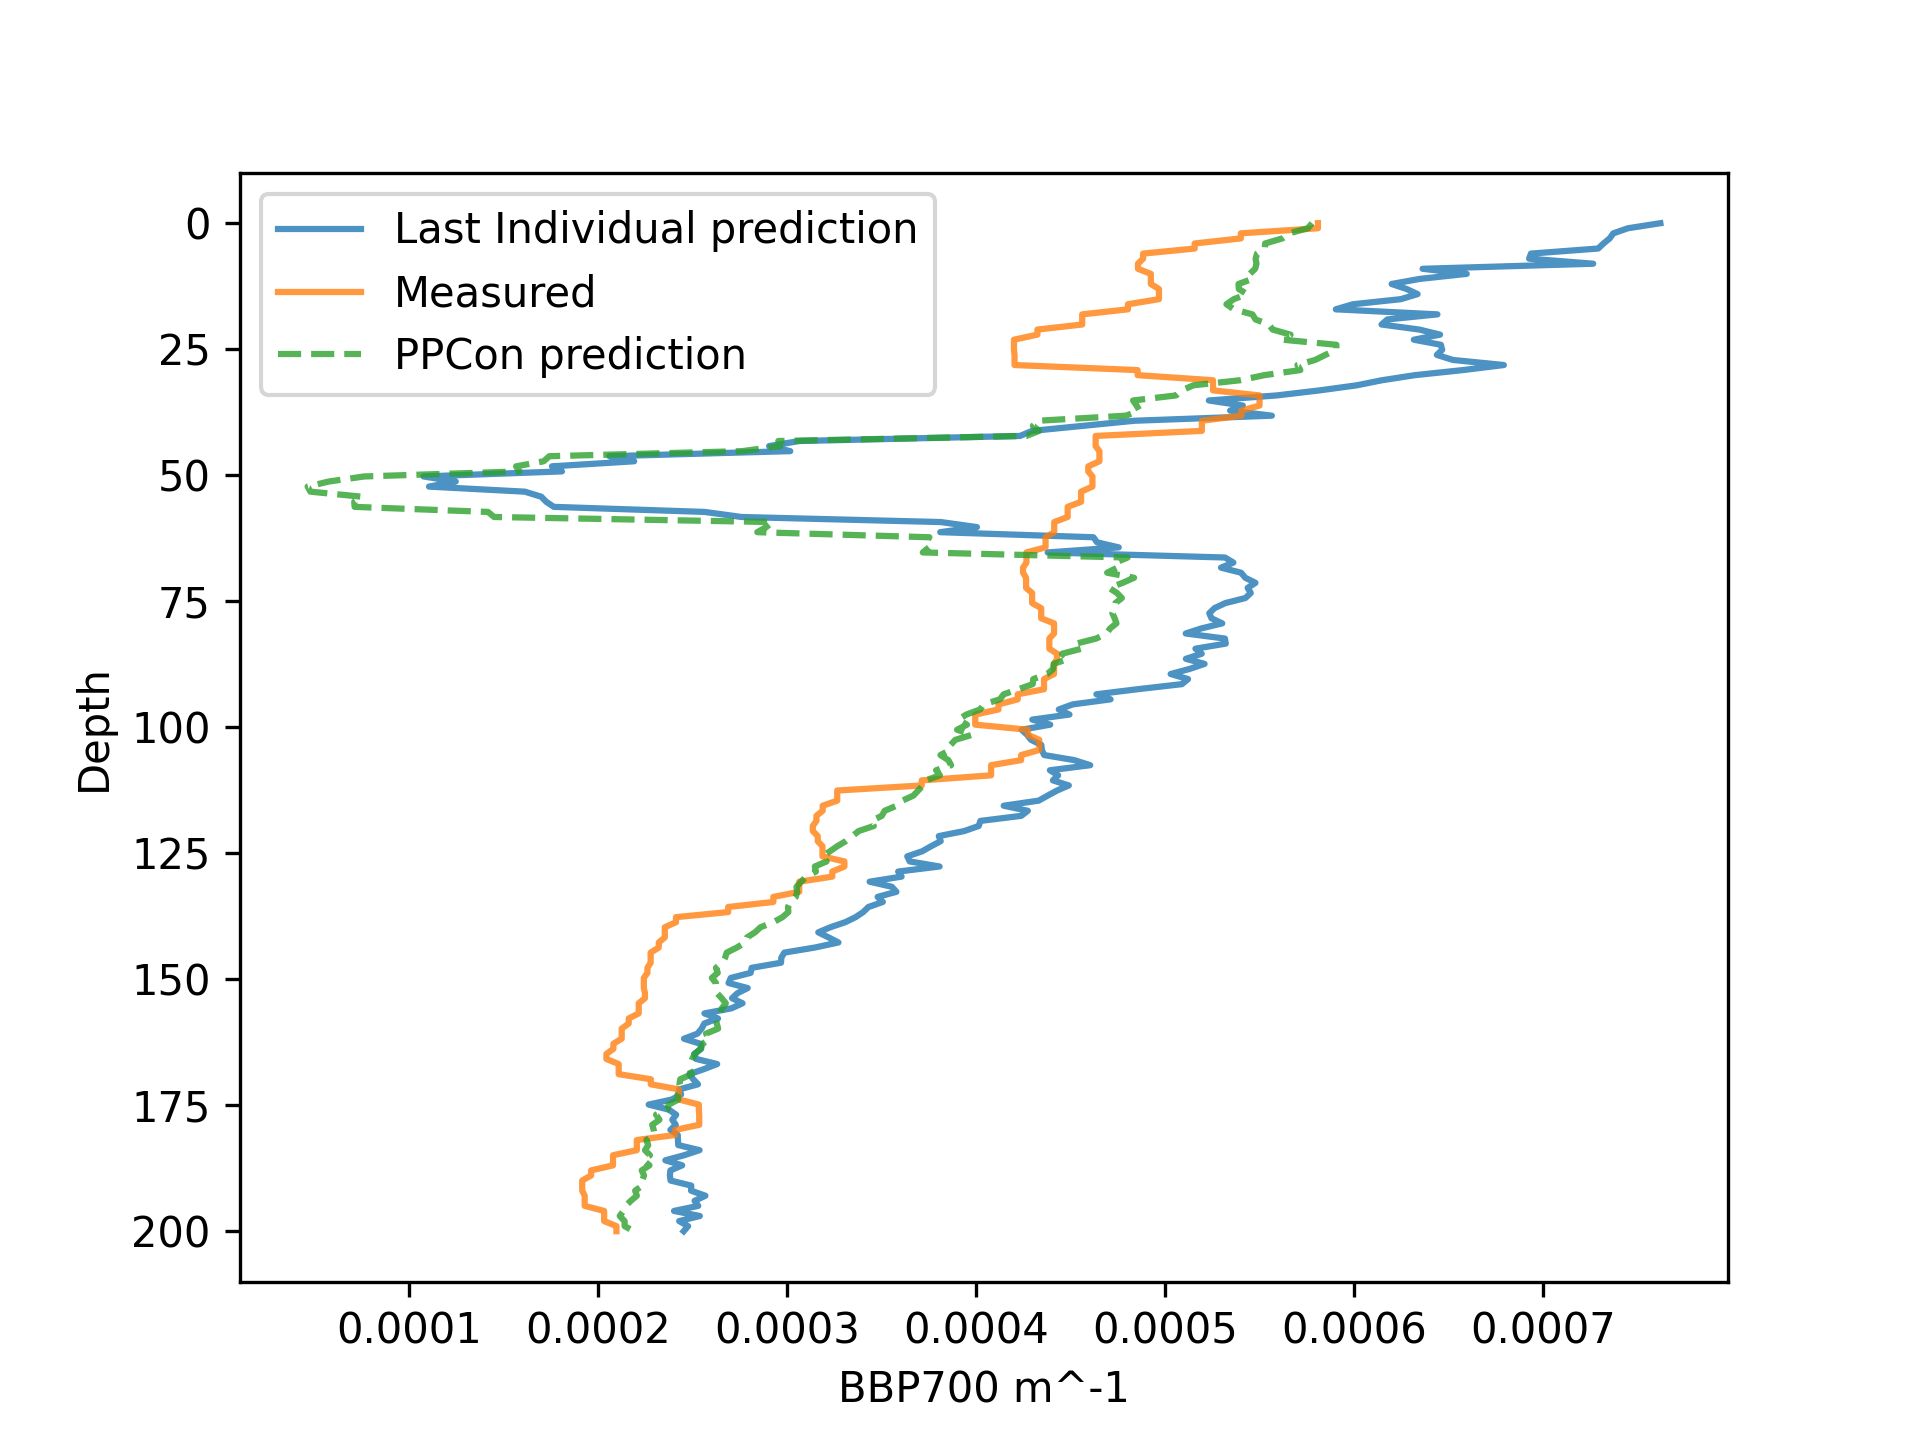 Last Individual prediction
Measured
PPCon prediction
0
25
50
75
100
125
150
175
200
Depth
0.0001 0.0002 0.0003 0.0004 0.0005 0.0006 0.0007
BBP700 m^-1